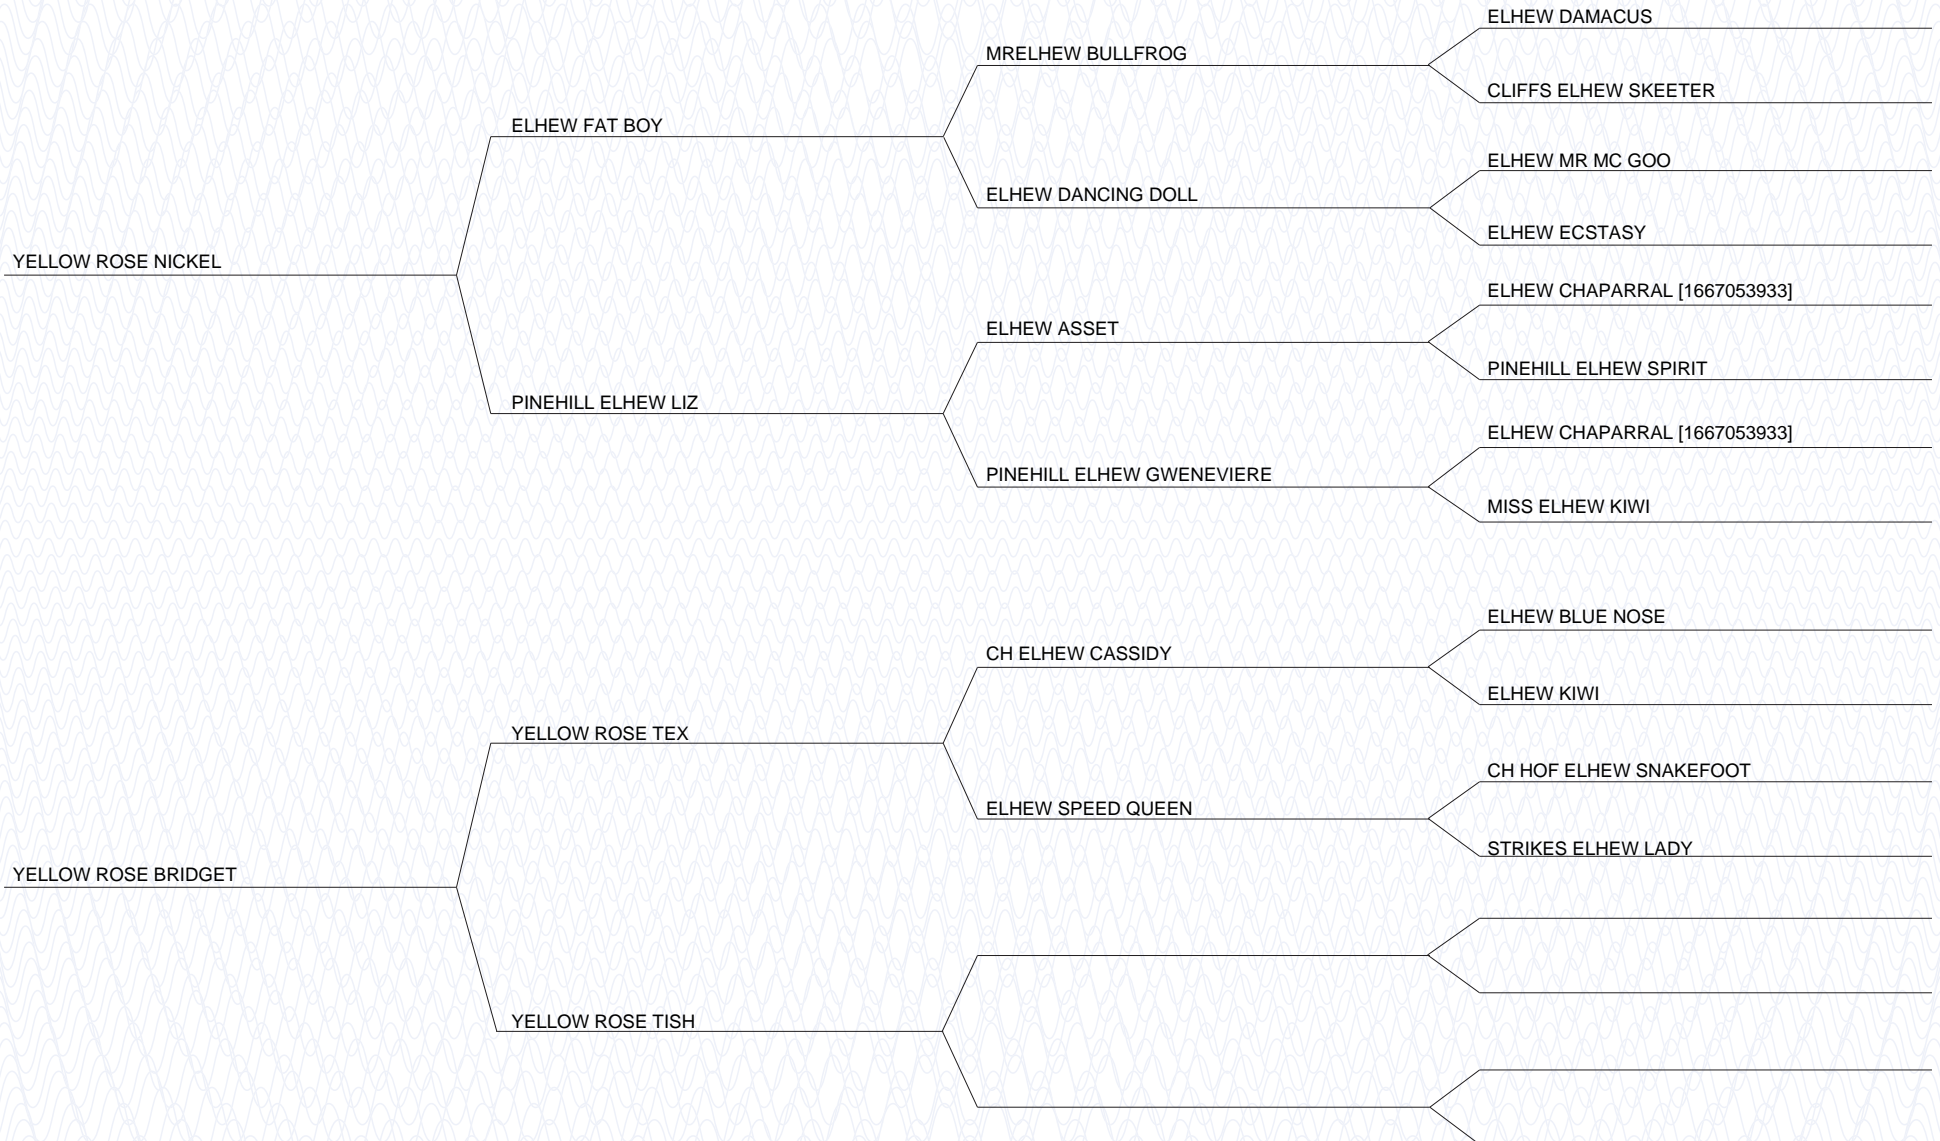 ELHEW DAMACUS
MRELHEW BULLFROG
CLIFFS ELHEW SKEETER
ELHEW FAT BOY
ELHEW MR MC GOO
ELHEW DANCING DOLL
ELHEW ECSTASY
YELLOW ROSE NICKEL
ELHEW CHAPARRAL [1667053933]
ELHEW ASSET
PINEHILL ELHEW SPIRIT
PINEHILL ELHEW LIZ
ELHEW CHAPARRAL [1667053933]
PINEHILL ELHEW GWENEVIERE
MISS ELHEW KIWI
ELHEW BLUE NOSE
CH ELHEW CASSIDY
ELHEW KIWI
YELLOW ROSE TEX
CH HOF ELHEW SNAKEFOOT
ELHEW SPEED QUEEN
STRIKES ELHEW LADY
YELLOW ROSE BRIDGET
YELLOW ROSE TISH